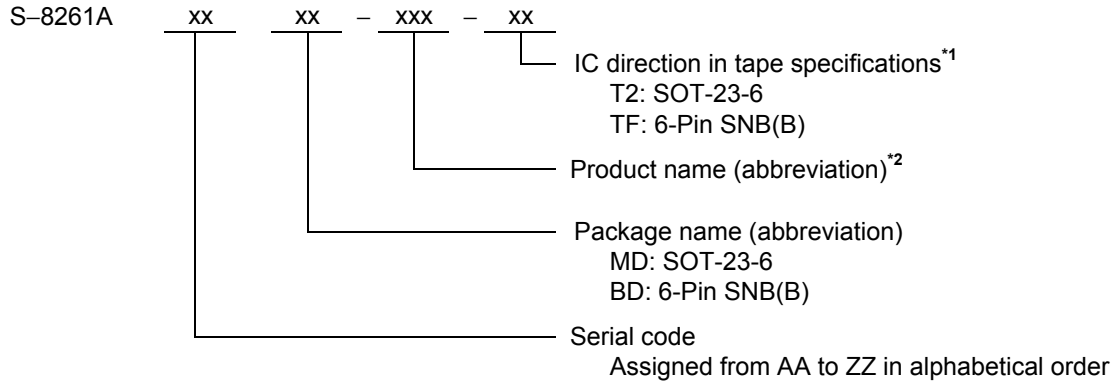 S–8261A xx xx – xxx – xx
IC direction in tape specifications*1
T2: SOT-23-6
TF: 6-Pin SNB(B)
Product name (abbreviation)*2
Package name (abbreviation)
MD: SOT-23-6
BD: 6-Pin SNB(B)
Serial code
Assigned from AA to ZZ in alphabetical order